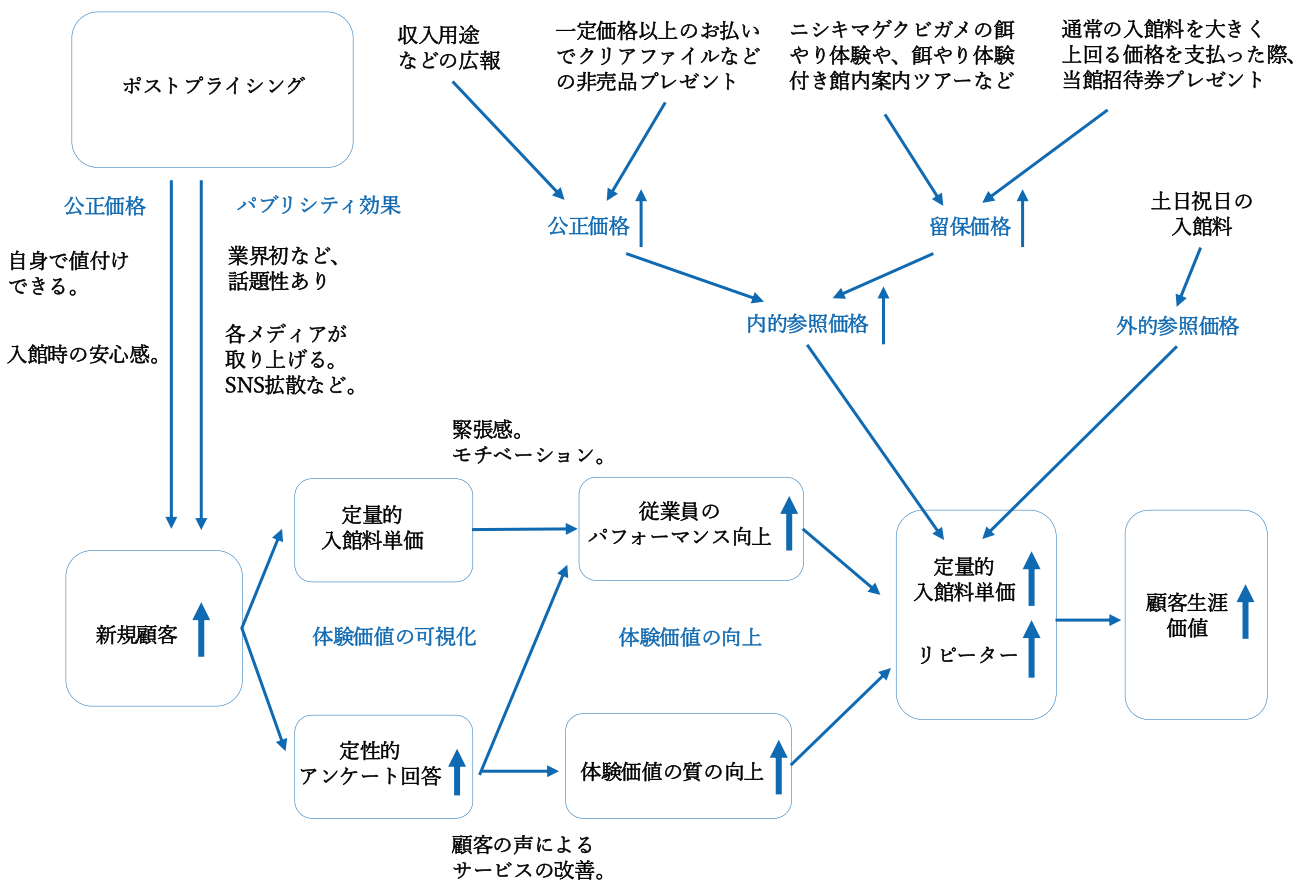 ポストプライシング
収入用途
などの広報
一定価格以上のお払い
でクリアファイルなど
の非売品プレゼント
ニシキマゲクビガメの餌
やり体験や、餌やり体験
付き館内案内ツアーなど
通常の入館料を大きく
上回る価格を支払った際、
当館招待券プレゼント
公正価格
パブリシティ効果
自身で値付け
できる。
入館時の安心感。
業界初など、
話題性あり
各メディアが
取り上げる。
SNS拡散など。
公正価格
留保価格
土日祝日の
入館料
内的参照価格
外的参照価格
緊張感。
モチベーション。
新規顧客
定量的
入館料単価
従業員の
パフォーマンス向上
体験価値の可視化
体験価値の向上
定性的
アンケート回答
体験価値の質の向上
顧客の声による
サービスの改善。
定量的
入館料単価
リピーター
顧客生涯
価値